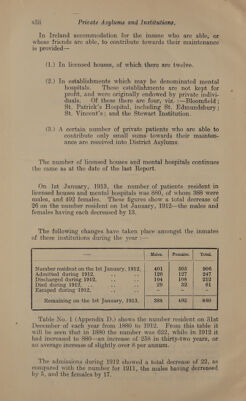 xiii Private Asylums and Institutions.
In Ireland accommodation for the insane who are able, or
whose friends are able, to contribute towards their maintenance
is provided—
(1.) In licensed houses, of which there are twelve.
(2.) In establishments which may be denominated mental
hospitals. These establishments are not kept for
profit, and were originally endowed by private indivi-
duals. Of these there are four, viz. :—Bloomfield ;
St. Patrick's Hospital, including St. Edmundsbury ;
St. Vincent's ; and the Stewart Institution.
(3.) A certain number of private patients who are able to
contribute only small sums towards their mainten-
ance are received into District Asylums.
The number of licensed houses and mental hospitals continues
the same as at the date of the last Report.
On 1st January, 1913, the number of patients resident in
licensed houses and mental hospitals was 880, of whom 388 were
males, and 492 females. These figures show a total decrease of
26 on the number resident on 1st January, 1912—the males and
females having each decreased by 13.
The following changes have taken place amongst the inmates
of these institutions during the year :—
— Males. Females. Total.
Number resident on the 1st January, 1912, 401 505 906
Admitted during 1912. 120 127 247
Discharged during 1912. 104 108 212
Died during 1912. 29 32 61
Escaped during 1912. - - -
Remaining on the 1st January, 1913. 388 492 880
Table No. 1 (Appendix D.) shows the number resident on 31st
December of each year from 1880 to 1912. From this table it
will be seen that in 1880 the number was 622, while in 1912 it
had increased to 880—an increase of 258 in thirty-two years, or
an average increase of slightly over 8 per annum.
The admissions during 1912 showed a total decrease of 22, as
compared with the number for 1911, the males having decreased
by 5, and the females by 17.